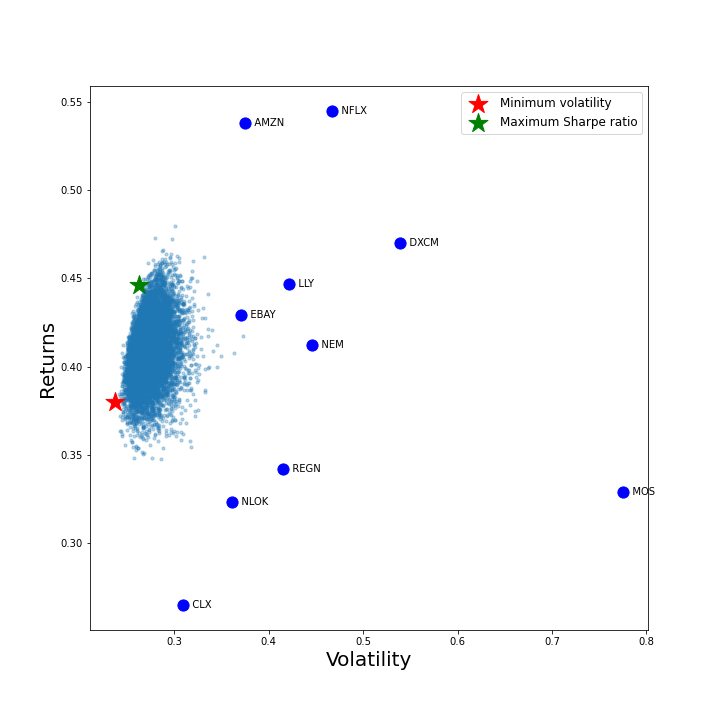 Minimum volatility
Maximum Sharpe ratio
0.55
0.50
0.45
0.40
0.35
0.30
Returns
NFLX
AMZN
DXCM
LLY
EBAY
NEM
REGN
MOS
NLOK
CLX
0.3 0.4 0.5 0.6 0.7 0.8
Volatility